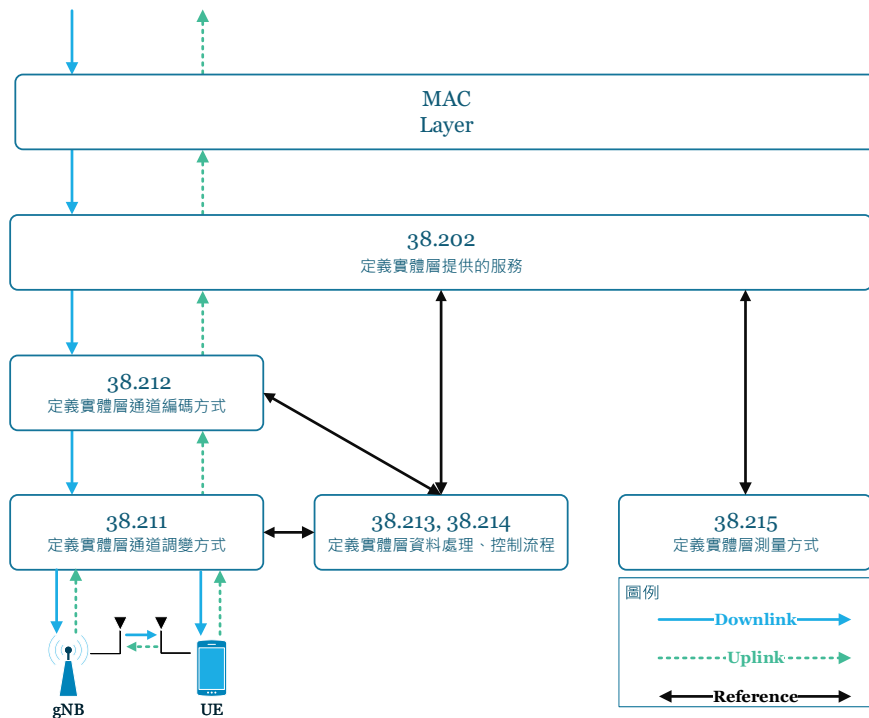 MAC
Layer
38.202
定義實體層提供的服務
38.212
定義實體層通道編碼方式
38.211
定義實體層通道調變方式
38.213, 38.214
定義實體層資料處理、控制流程
38.215
定義實體層測量方式
圖例
Downlink
Uplink
Reference
gNB
UE